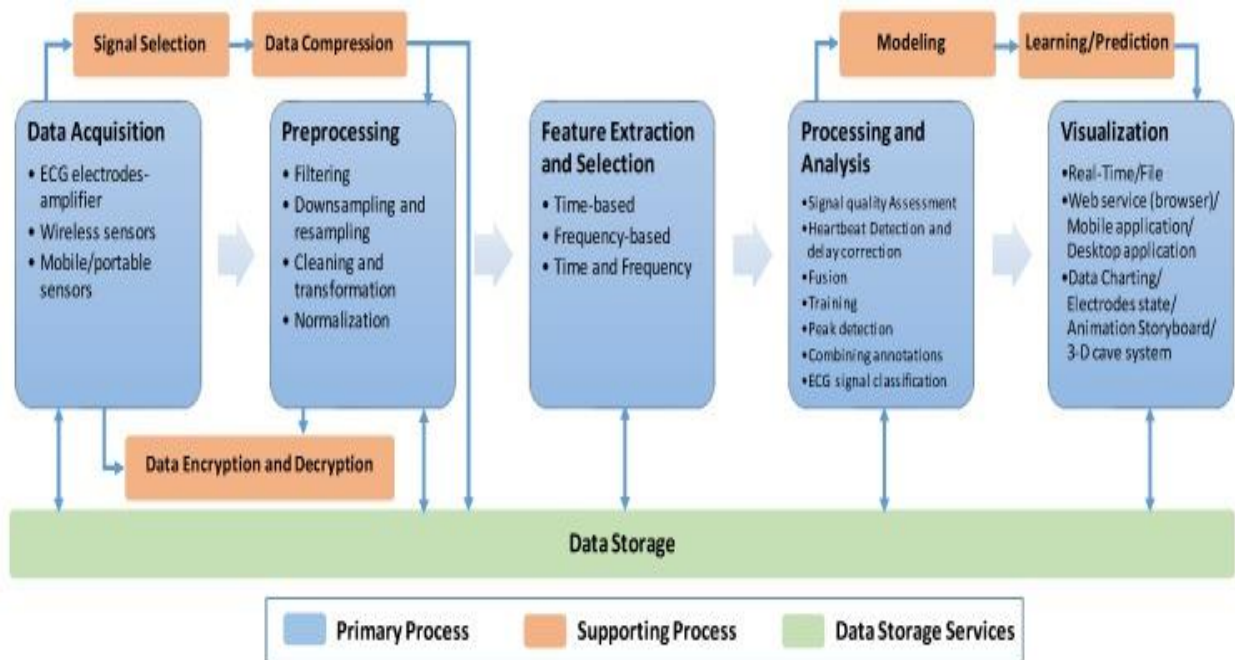 Signal Selection
Data Compression
Modeling
Learning/Prediction
Data Acquisition
• ECG electrodes-
amplifier
• Wireless sensors
• Mobile/portable
sensors
Preprocessing
• Filtering
• Downsampling and
resampling
• Cleaning and
transformation
• Normalization
Feature Extraction
and Selection
• Time-based
• Frequency-based
• Time and Frequency
Processing and
Analysis
•Signal quality Assessment
•Heartbeat Detection and
delay correction
•Fusion
•Training
•Peak detection
•Combining annotations
•ECG signal classification
Visualization
•Real-Time/File
•Web service (browser)/
Mobile application/
Desktop application
•Data Charting/
Electrodes state/
Animation Storyboard/
3-D cave system
Data Encryption and Decryption
Data Storage
Primary Process
Supporting Process
Data Storage Services